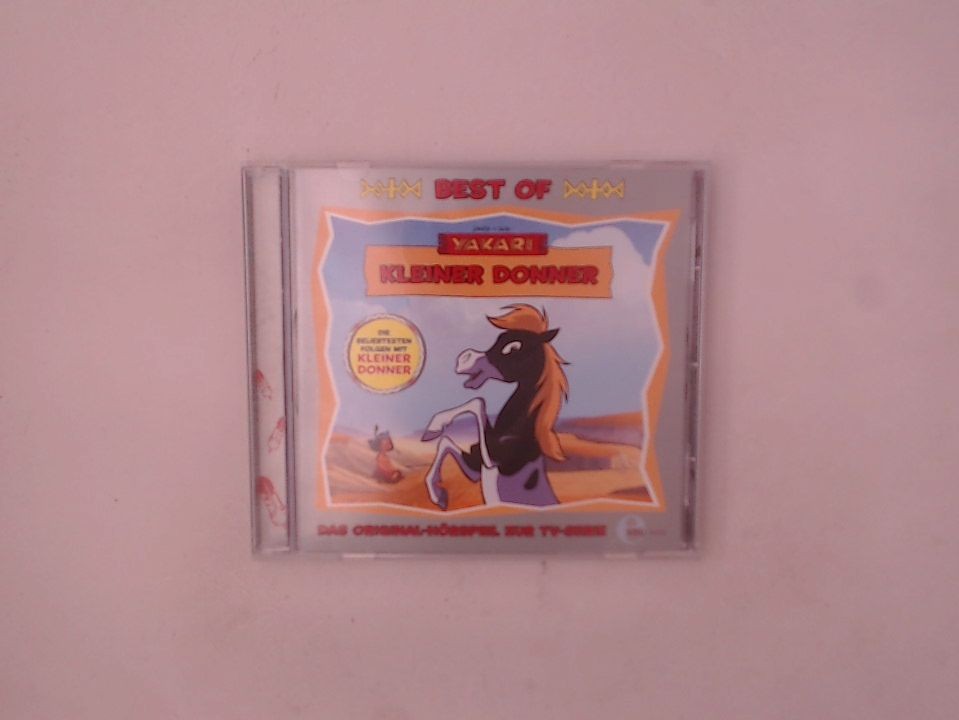 BEST OF
YAKARI
KLEINER DONNER
DIE
BELIEBTESTEN
FOLGEN MIT
KLEINER
DONNER
DAS ORIGINAL-HÖRSPIEL ZUR TV-SERIE